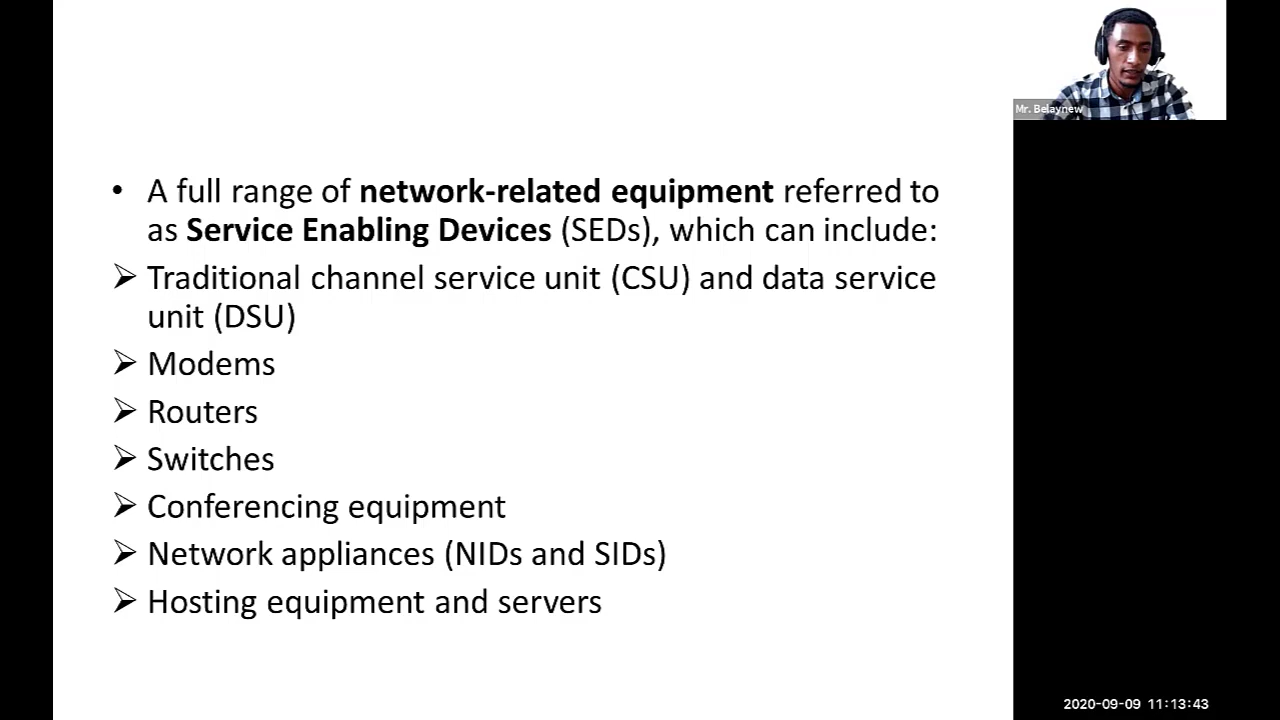 • A full range of network-related equipment referred to
as Service Enabling Devices (SEDs), which can include:
➢ Traditional channel service unit (CSU) and data service
unit (DSU)
➢ Modems
➢ Routers
➢ Switches
➢ Conferencing equipment
➢ Network appliances (NIDs and SIDs)
➢ Hosting equipment and servers
Mr. Belaynew
2020-09-09 11:13:43